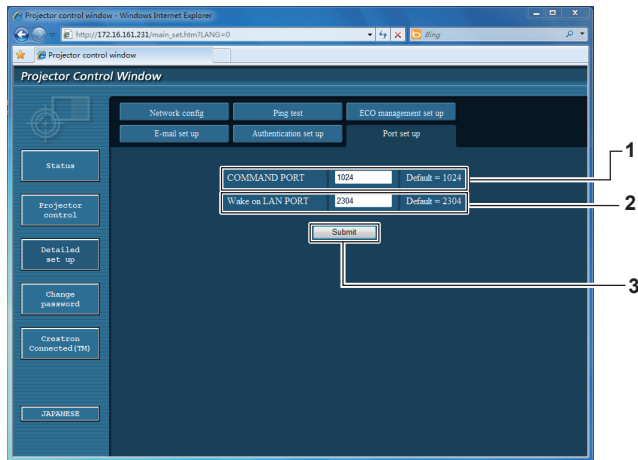 Projector control window - Windows Internet Explorer
http://172.16.161.231/main_set.htm?LANG=0
Bing
Projector control window
Projector Control Window
Network config
Ping test
ECO management set up
E-mail set up
Authentication set up
Port set up
Status
Projector
control
Detailed
set up
Change
password
Crestron
Connected(TM)
JAPANESE
COMMAND PORT 1024 Default = 1024
Wake on LAN PORT 2304 Default = 2304
Submit
1
2
3